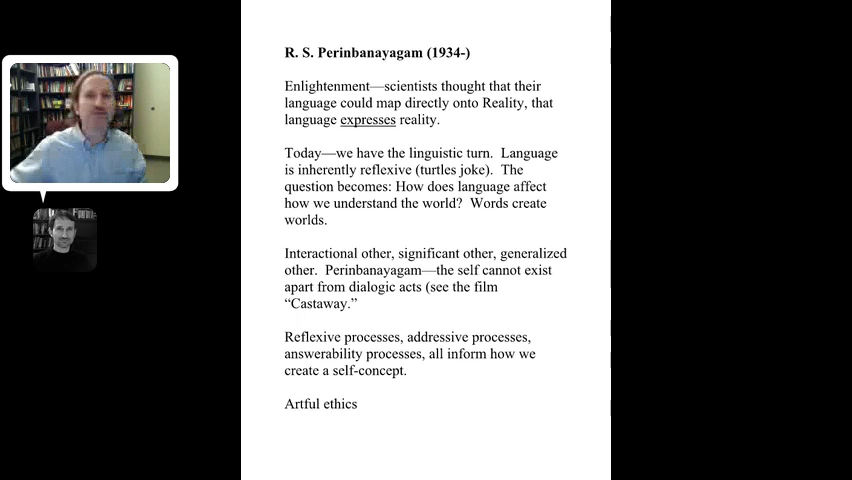 R. S. Perinbanayagam (1934-)
Enlightenment—scientists thought that their
language could map directly onto Reality, that
language expresses reality.
Today—we have the linguistic turn.  Language
is inherently reflexive (turtles joke).  The
question becomes: How does language affect
how we understand the world?  Words create
worlds.
Interactional other, significant other, generalized
other.  Perinbanayagam—the self cannot exist
apart from dialogic acts (see the film
“Castaway.”
Reflexive processes, addressive processes,
answerability processes, all inform how we
create a self-concept.
Artful ethics